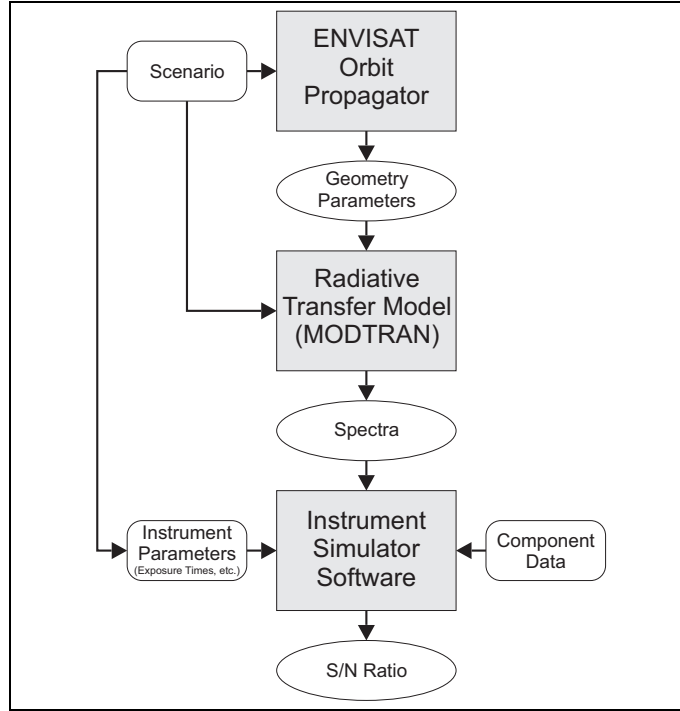 ENVISAT
Orbit
Propagator
Scenario
Geometry
Parameters
Radiative
Transfer Model
(MODTRAN)
Spectra
Instrument
Parameters
(Exposure Times, etc.)
Instrument
Simulator
Software
Component
Data
S/N Ratio